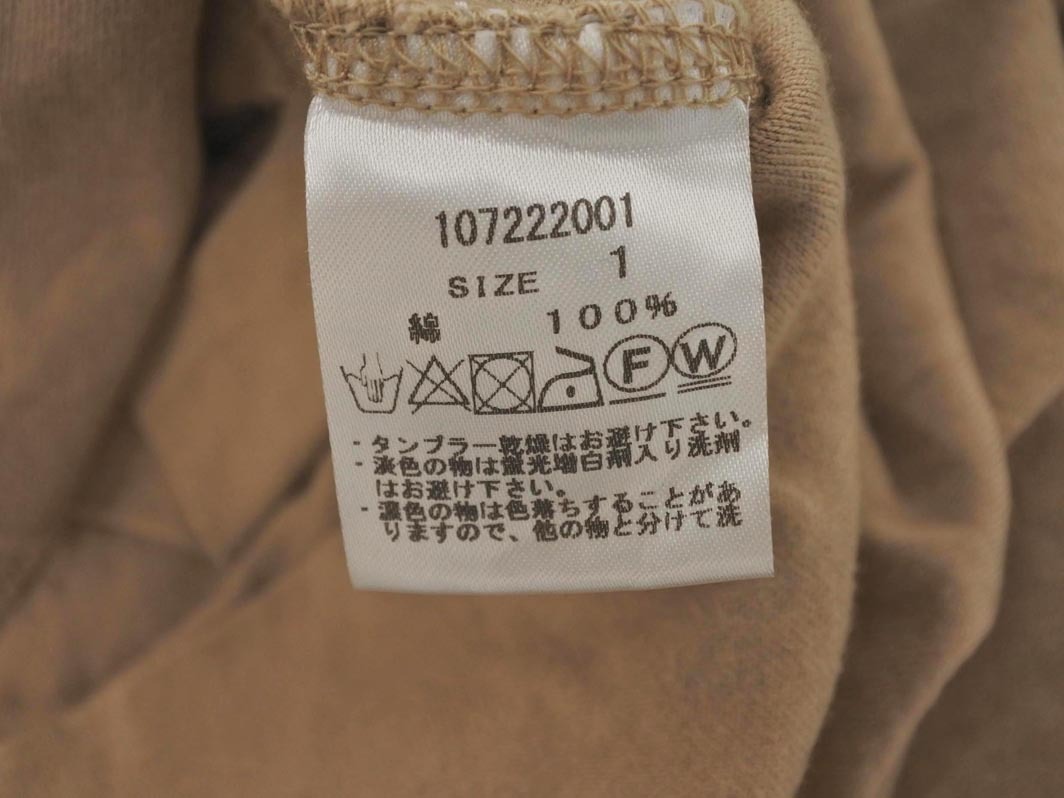 107222001
SIZE 1
綿 100%
F W
・タンブラー乾燥はお避け下さい。
・淡色の物は蛍光増白剤入り洗剤
はお避け下さい。
・濃色の物は色落ちすることがあ
りますので、他の物と分けて洗